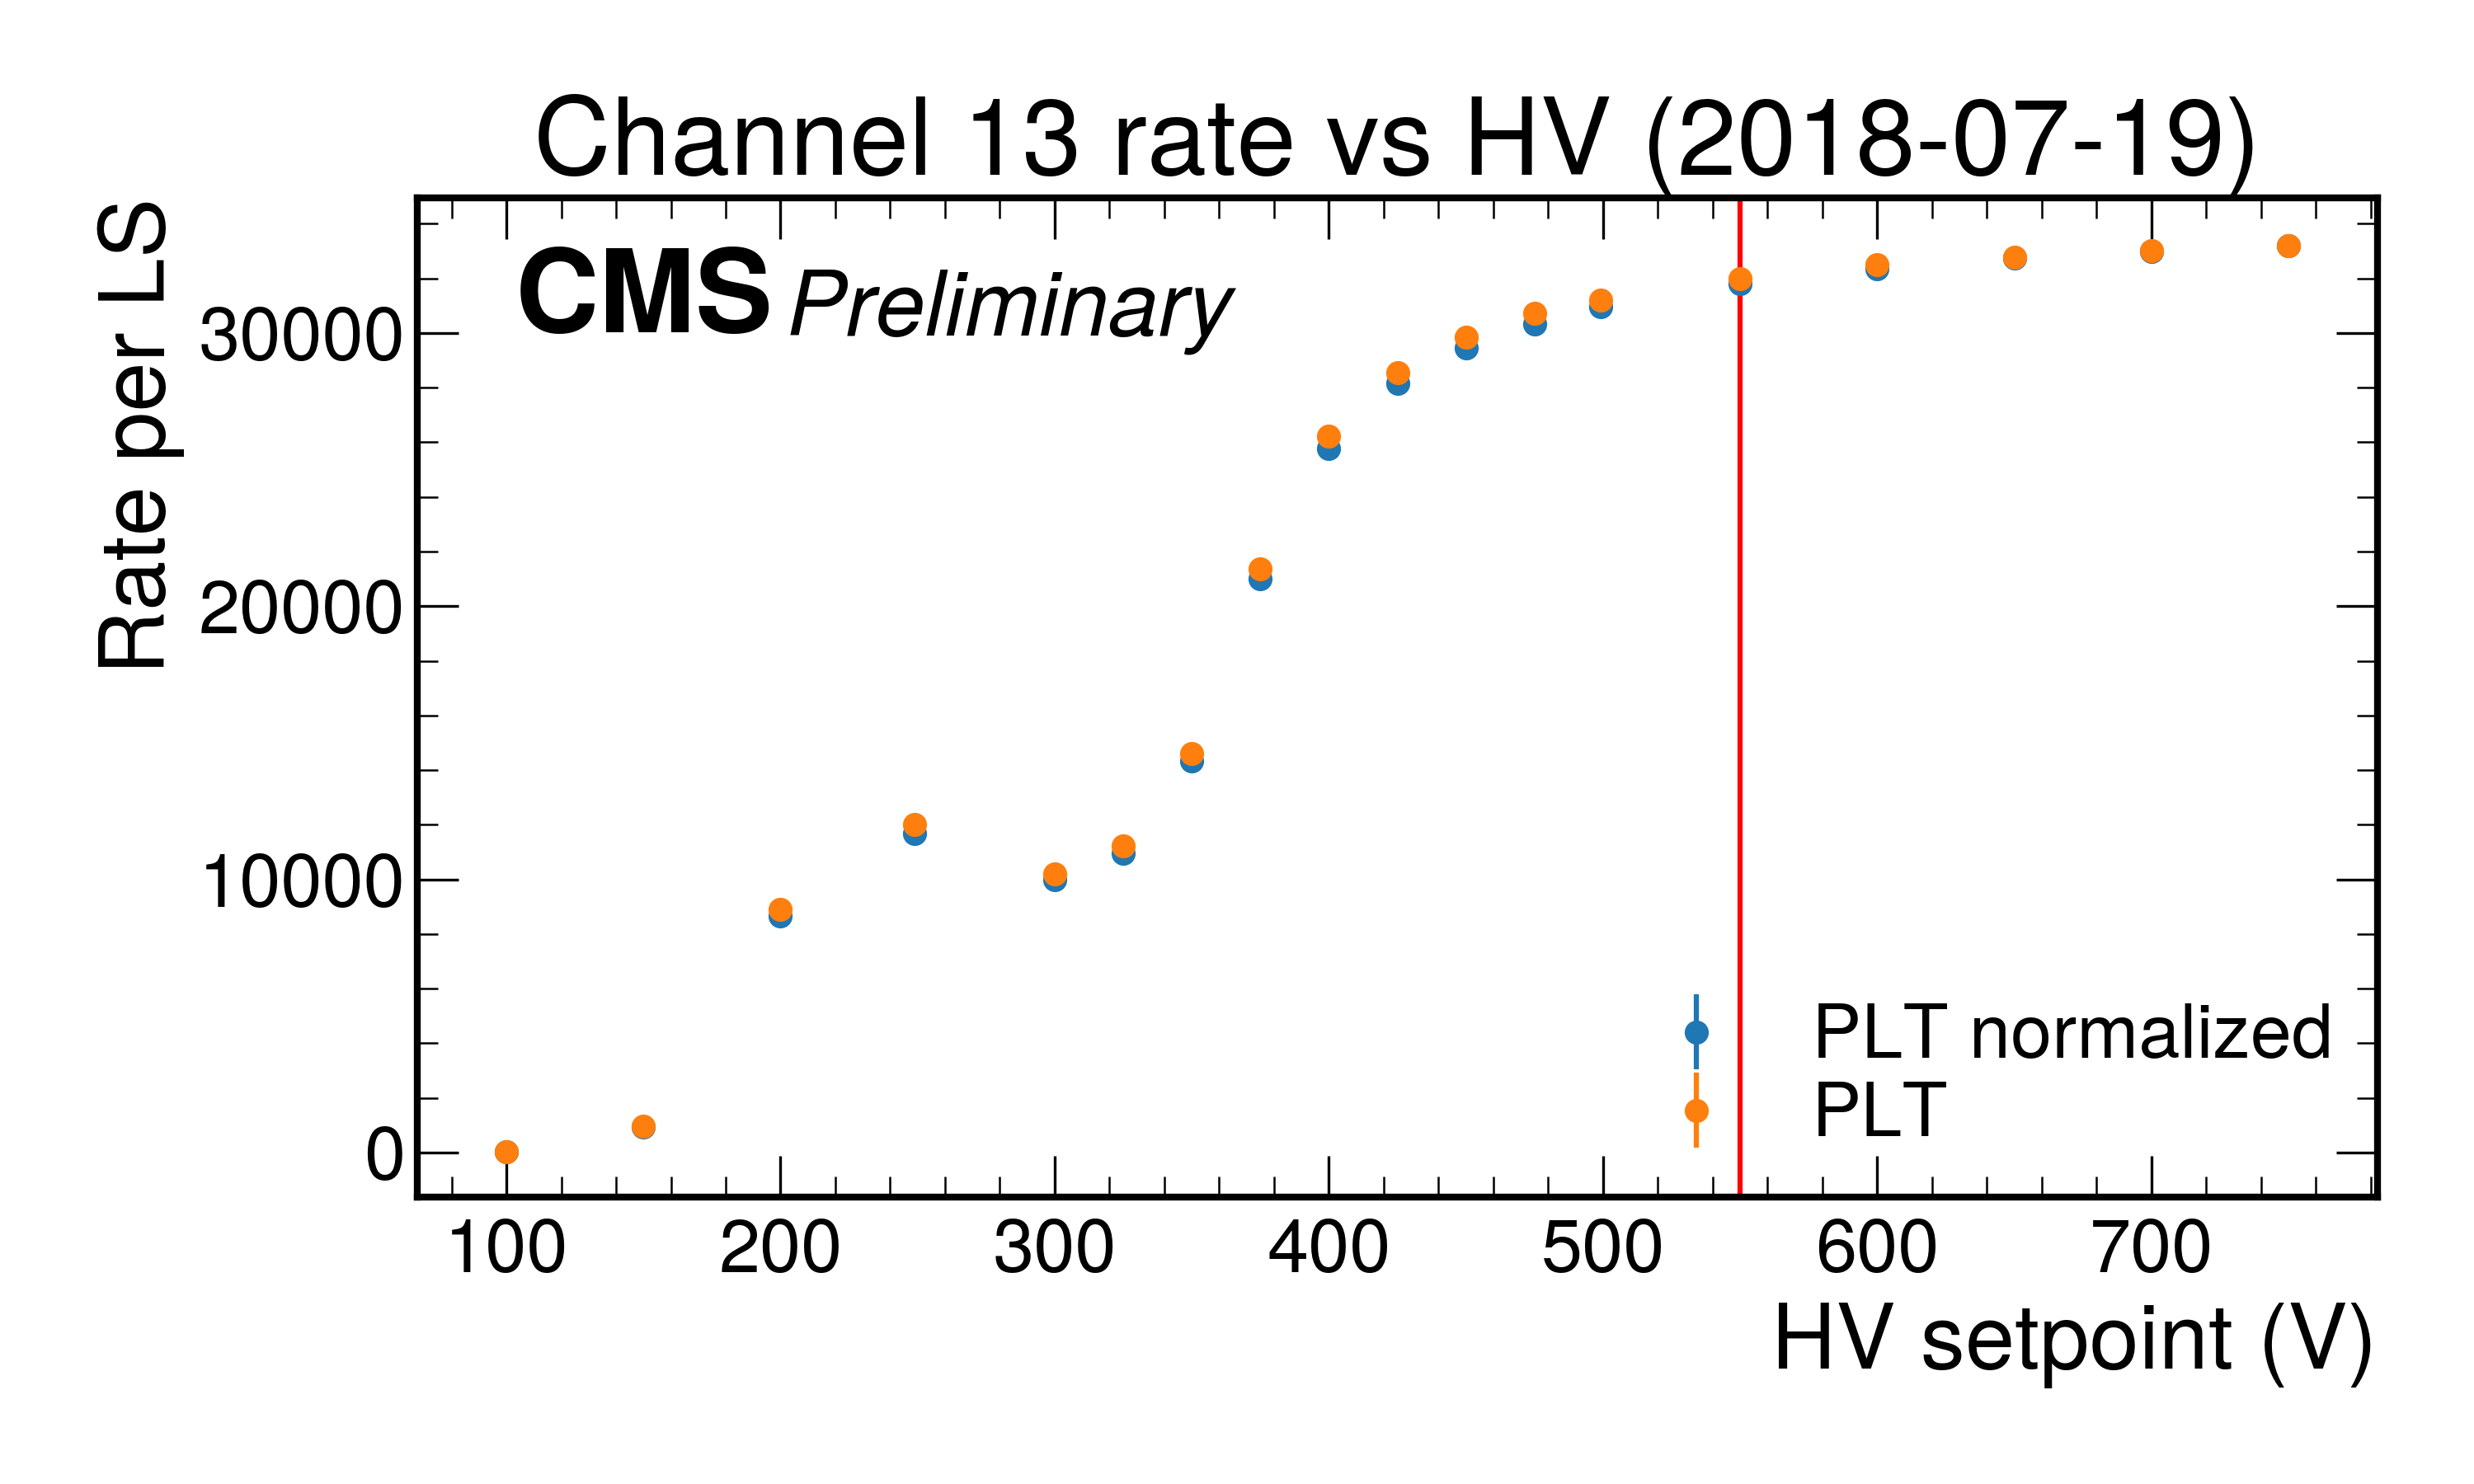 Channel 13 rate vs HV (2018-07-19)
CMS Preliminary
Rate per LS
30000
20000
10000
0
PLT normalized
PLT
100 200 300 400 500 600 700
HV setpoint (V)